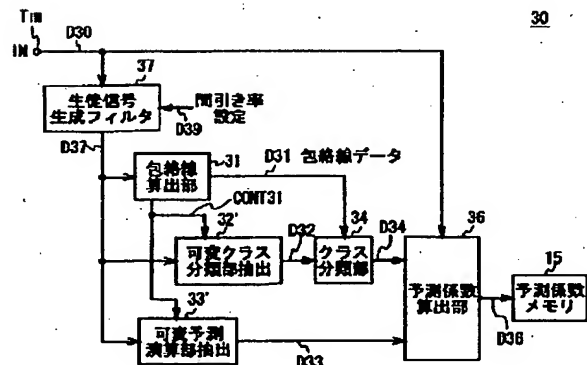 30
Tin
IN
D30
37
生徒信号
生成フィルタ
間引き率
設定
D39
D37
31
包絡線
算出部
D31 包絡線データ
CONT31
32'
可変クラス
分類部抽出
D32
34
クラス
分類部
D34
36
予測係数
算出部
15
予測係数
メモリ
D36
33'
可変予測
演算部抽出
D33